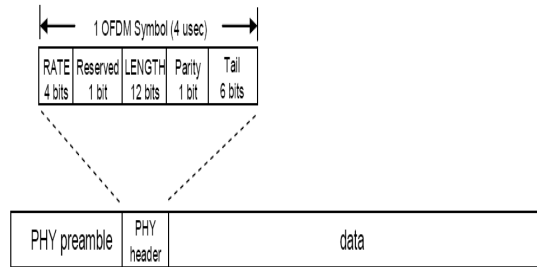 1 OFDM Symbol (4 usec)
RATE Reserved LENGTH Parity Tail
4 bits 1 bit 12 bits 1 bit 6 bits
PHY preamble PHY header data